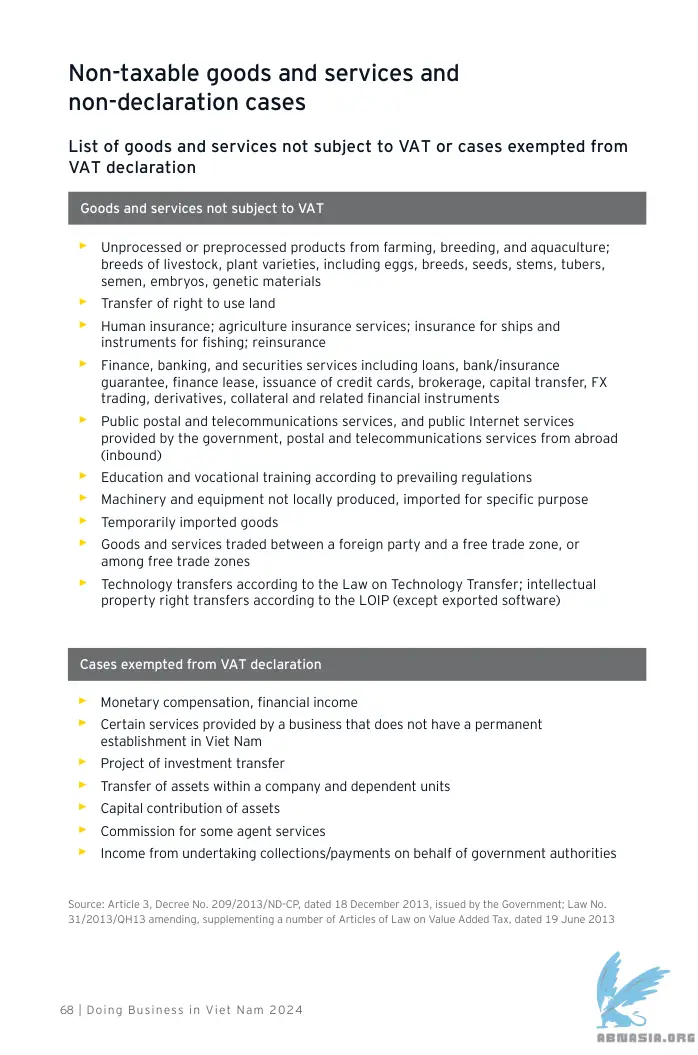 Non-taxable goods and services and
non-declaration cases
List of goods and services not subject to VAT or cases exempted from
VAT declaration
Goods and services not subject to VAT
► Unprocessed or preprocessed products from farming, breeding, and aquaculture;
breeds of livestock, plant varieties, including eggs, breeds, seeds, stems, tubers,
semen, embryos, genetic materials
► Transfer of right to use land
► Human insurance; agriculture insurance services; insurance for ships and
instruments for fishing; reinsurance
► Finance, banking, and securities services including loans, bank/insurance
guarantee, finance lease, issuance of credit cards, brokerage, capital transfer, FX
trading, derivatives, collateral and related financial instruments
► Public postal and telecommunications services, and public Internet services
provided by the government, postal and telecommunications services from abroad
(inbound)
► Education and vocational training according to prevailing regulations
► Machinery and equipment not locally produced, imported for specific purpose
► Temporarily imported goods
► Goods and services traded between a foreign party and a free trade zone, or
among free trade zones
► Technology transfers according to the Law on Technology Transfer; intellectual
property right transfers according to the LOIP (except exported software)
Cases exempted from VAT declaration
► Monetary compensation, financial income
► Certain services provided by a business that does not have a permanent
establishment in Viet Nam
► Project of investment transfer
► Transfer of assets within a company and dependent units
► Capital contribution of assets
► Commission for some agent services
► Income from undertaking collections/payments on behalf of government authorities
Source: Article 3, Decree No. 209/2013/ND-CP, dated 18 December 2013, issued by the Government; Law No.
31/2013/QH13 amending, supplementing a number of Articles of Law on Value Added Tax, dated 19 June 2013
68 | Doing Business in Viet Nam 2024
ABNASIA.ORG